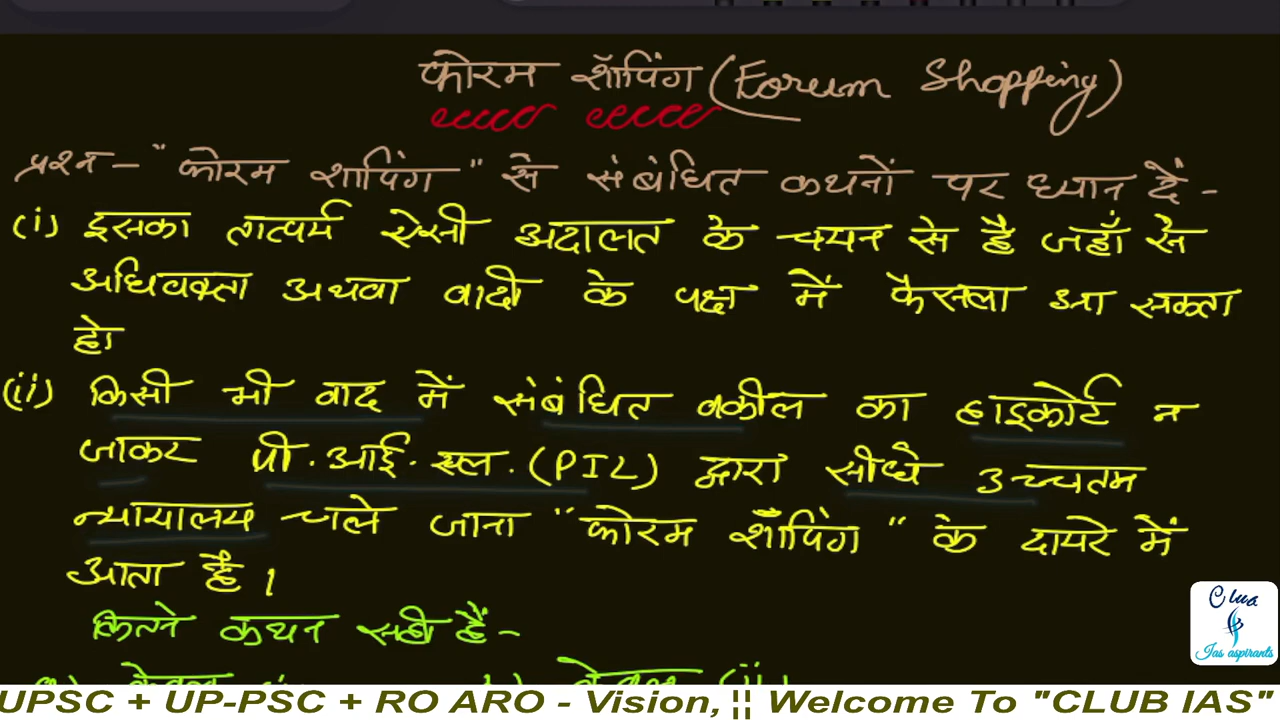 फोरम शॉपिंग (Forum Shopping)
प्रश्न - "फोरम शापिंग" से संबंधित कथनों पर ध्यान दें -
(i) इसका तात्पर्य ऐसी अदालत के चयन से है जहाँ से
अधिवक्ता अथवा वादी के पक्ष में फैसला आ सकता
हो
(ii) किसी भी वाद में संबंधित वकील का हाइकोर्ट न
जाकर पी.आई.एल. (PIL) द्वारा सीधे उच्चतम
न्यायालय चले जाना "फोरम शॉपिंग" के दायरे में
आता है।
कितने कथन सही हैं -
केवल (ii)
Club
Ias aspirants
UPSC + UP-PSC + RO ARO - Vision, ¦¦ Welcome To "CLUB IAS"